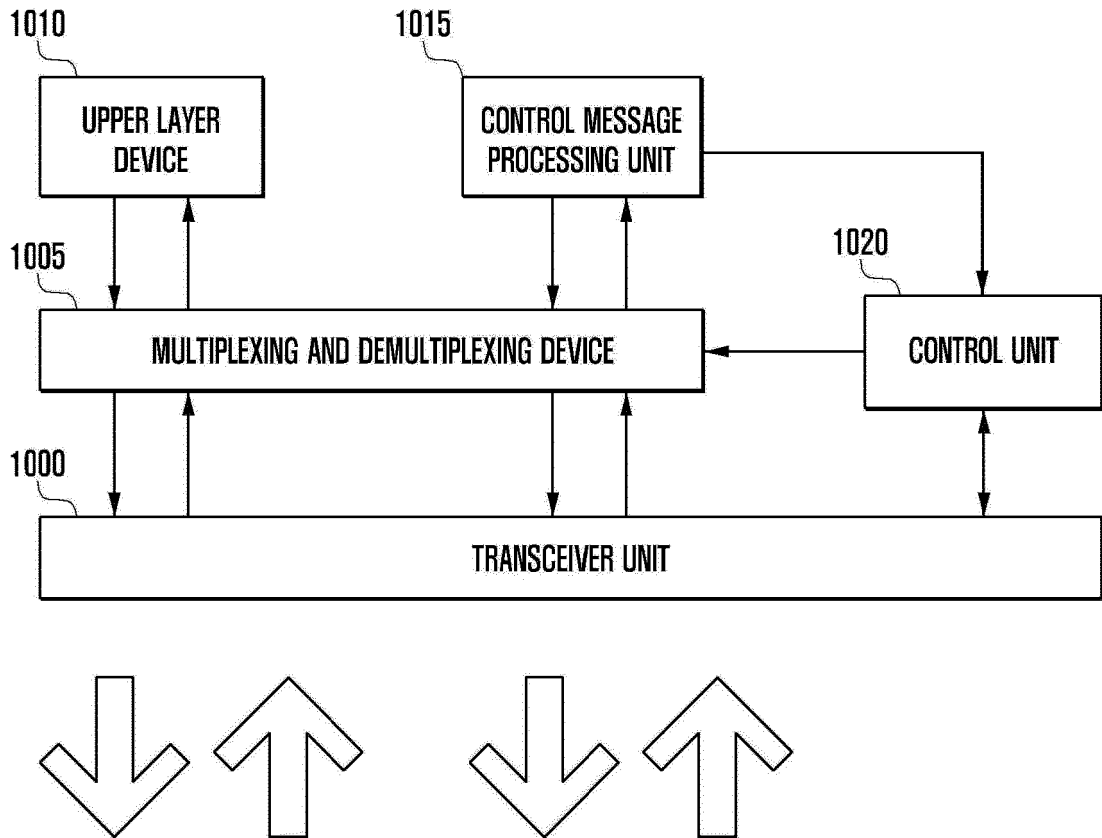 1010
1015
UPPER LAYER
DEVICE
CONTROL MESSAGE
PROCESSING UNIT
1005
1020
MULTIPLEXING AND DEMULTIPLEXING DEVICE
CONTROL UNIT
1000
TRANSCEIVER UNIT